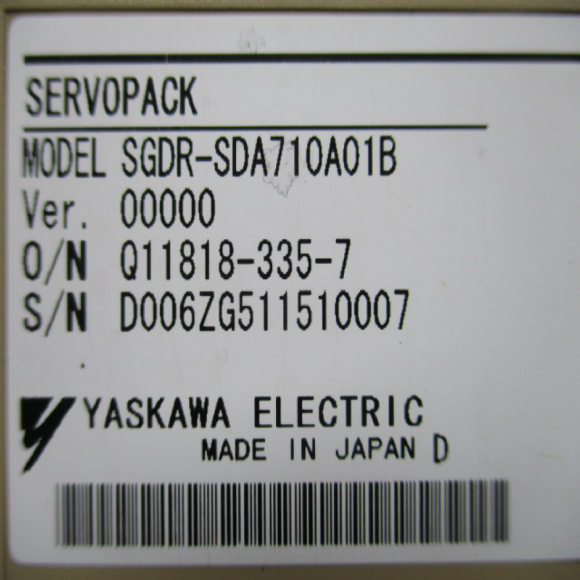 SERVOPACK
MODEL SGDR-SDA710A01B
Ver. 00000
O/N Q11818-335-7
S/N D006ZG511510007
YASKAWA ELECTRIC
MADE IN JAPAN D